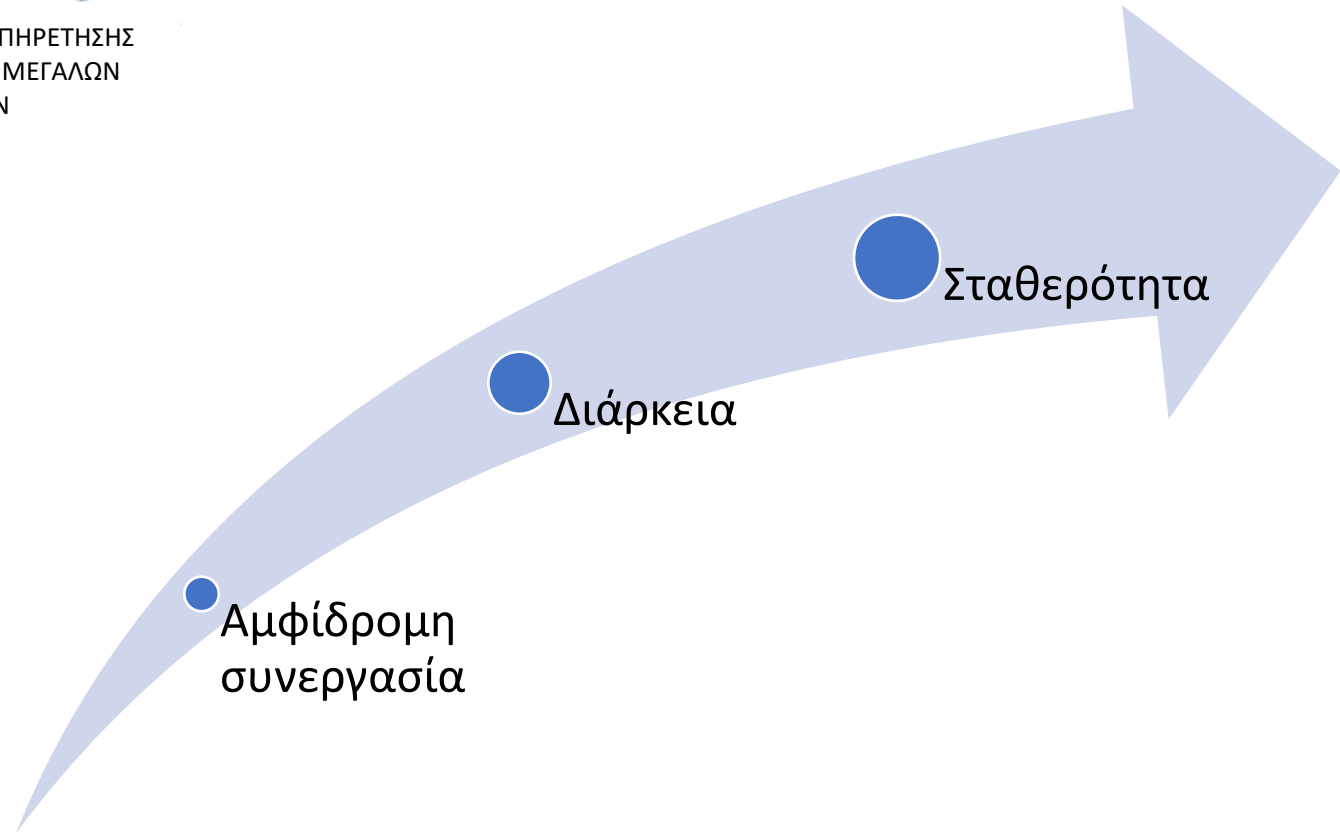 ΠΗΡΕΤΗΣΗΣ
ΜΕΓΑΛΩΝ
Ν
Σταθερότητα
Διάρκεια
Αμφίδρομη
συνεργασία